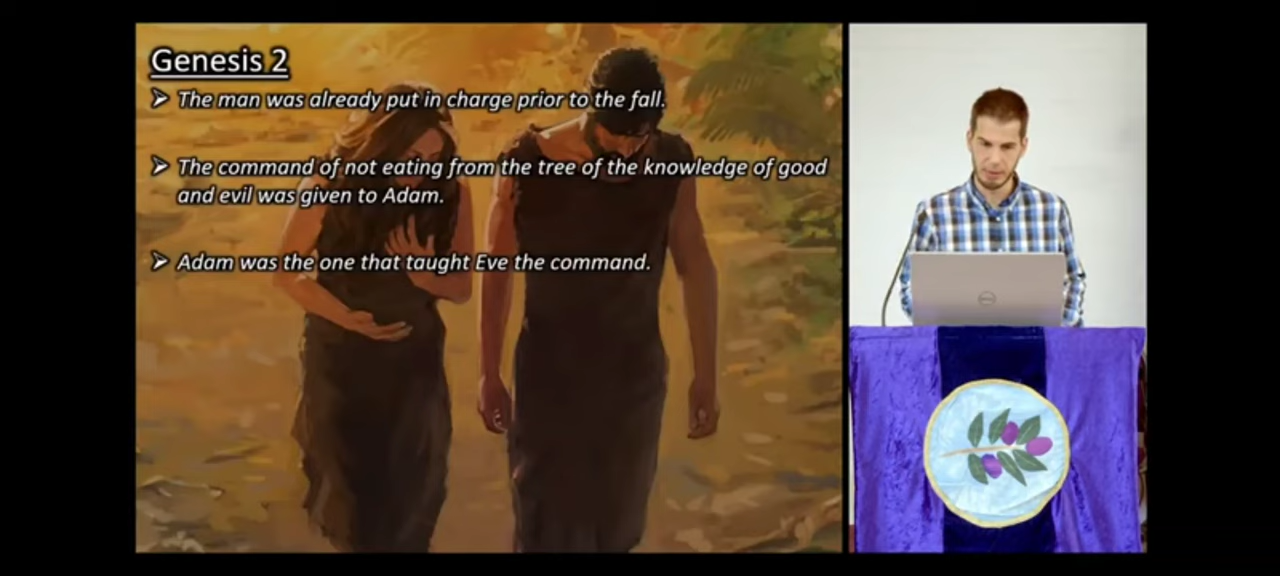 Genesis 2
➢ The man was already put in charge prior to the fall.
➢ The command of not eating from the tree of the knowledge of good
and evil was given to Adam.
➢ Adam was the one that taught Eve the command.
DELL